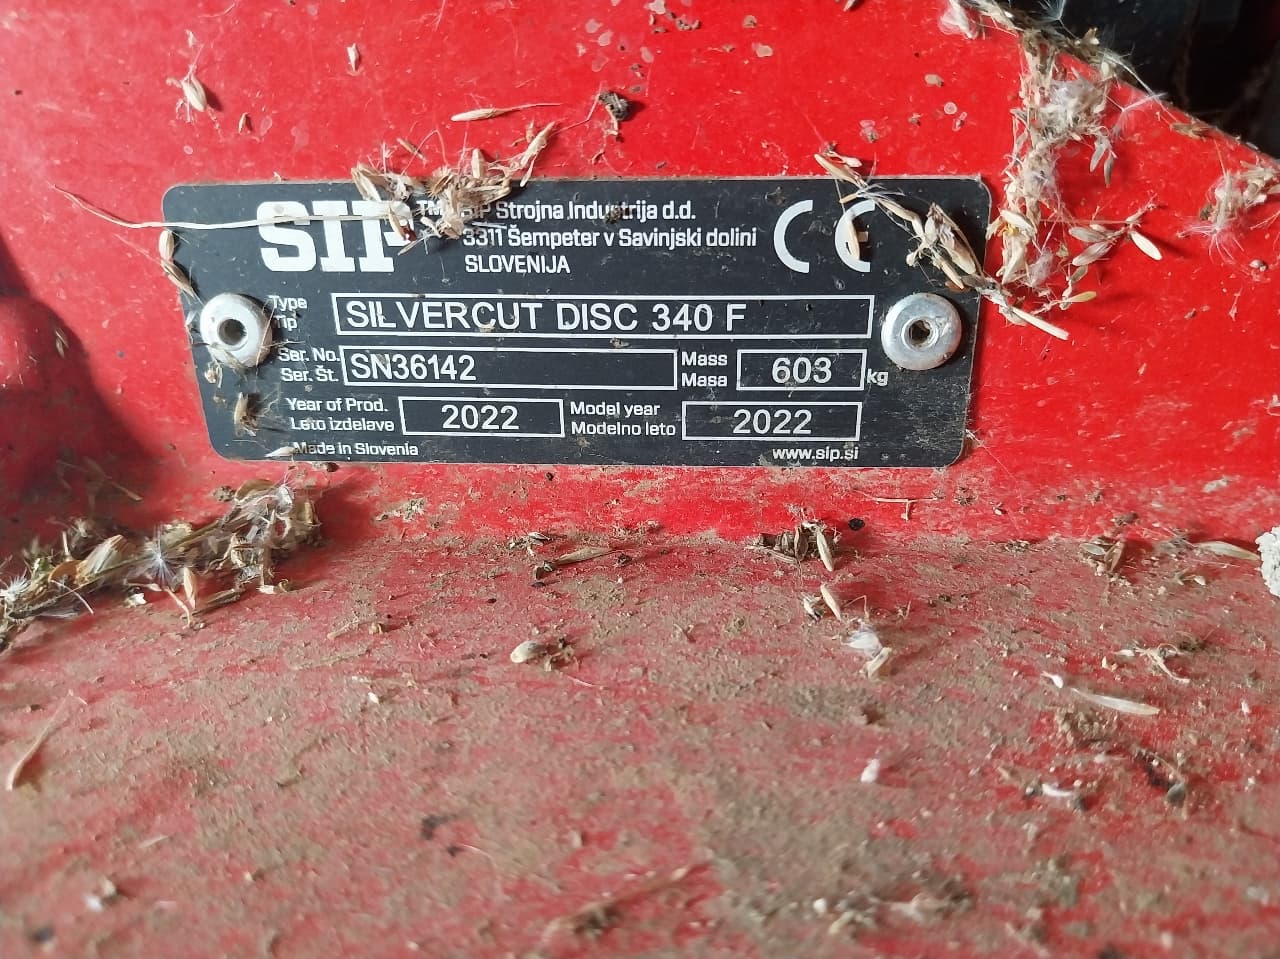 SIP™ SIP Strojna Industrija d.d.
3311 Šempeter v Savinjski dolini
SLOVENIJA
CE
Type
Tip
SILVERCUT DISC 340 F
Ser. No.
Ser. Št.
SN36142
Mass
Masa
603
kg
Year of Prod.
Leto izdelave
2022
Model year
Modelno leto
2022
Made in Slovenia
www.sip.si